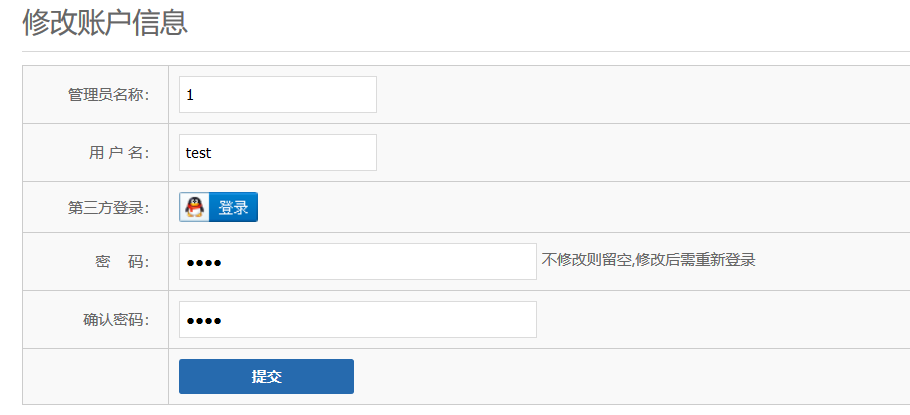 修改账户信息
管理员名称： 1
用 户 名： test
第三方登录： 登录
密 码： •••• 不修改则留空,修改后需重新登录
确认密码： ••••
提交